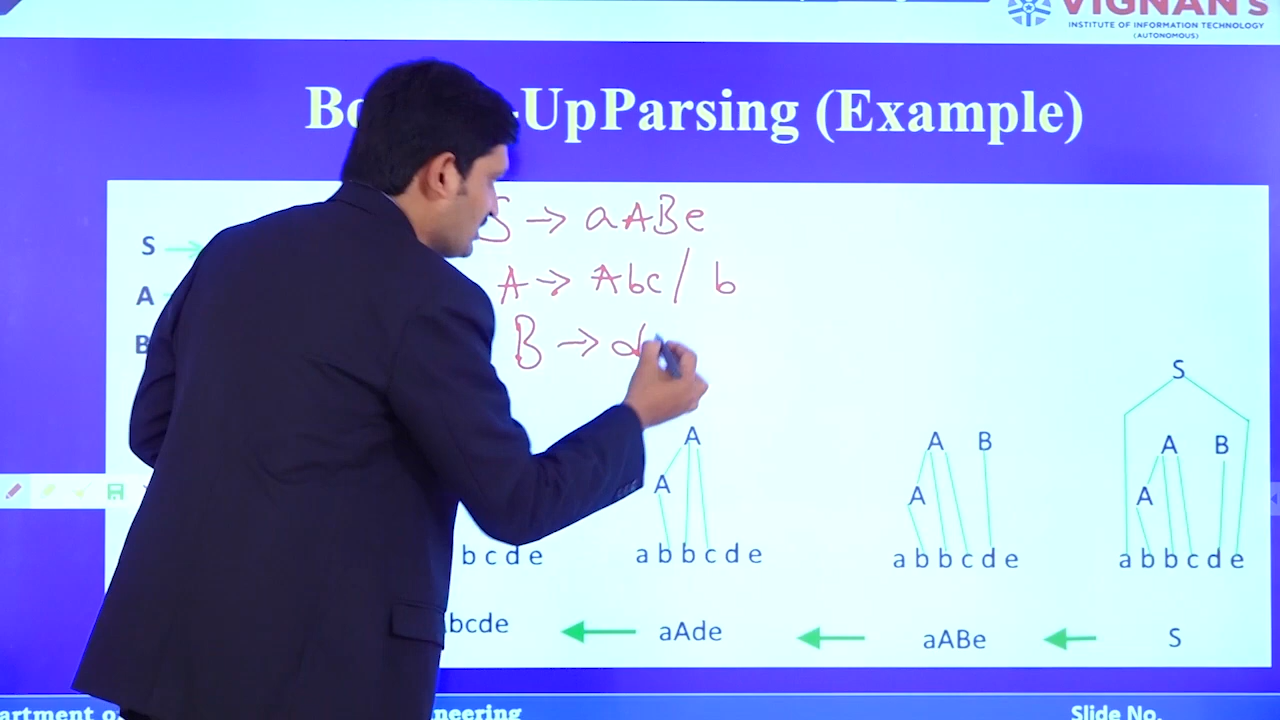 VIGNAN's
INSTITUTE OF INFORMATION TECHNOLOGY
(AUTONOMOUS)
-UpParsing (Example)
S → aABe
A → Abc / b
B → d
S →
A
B
S
A
A B
A B
A
A
A
b c d e
a b b c d e
a b b c d e
a b b c d e
bcde ← aAde ← aABe ← S
Slide No.